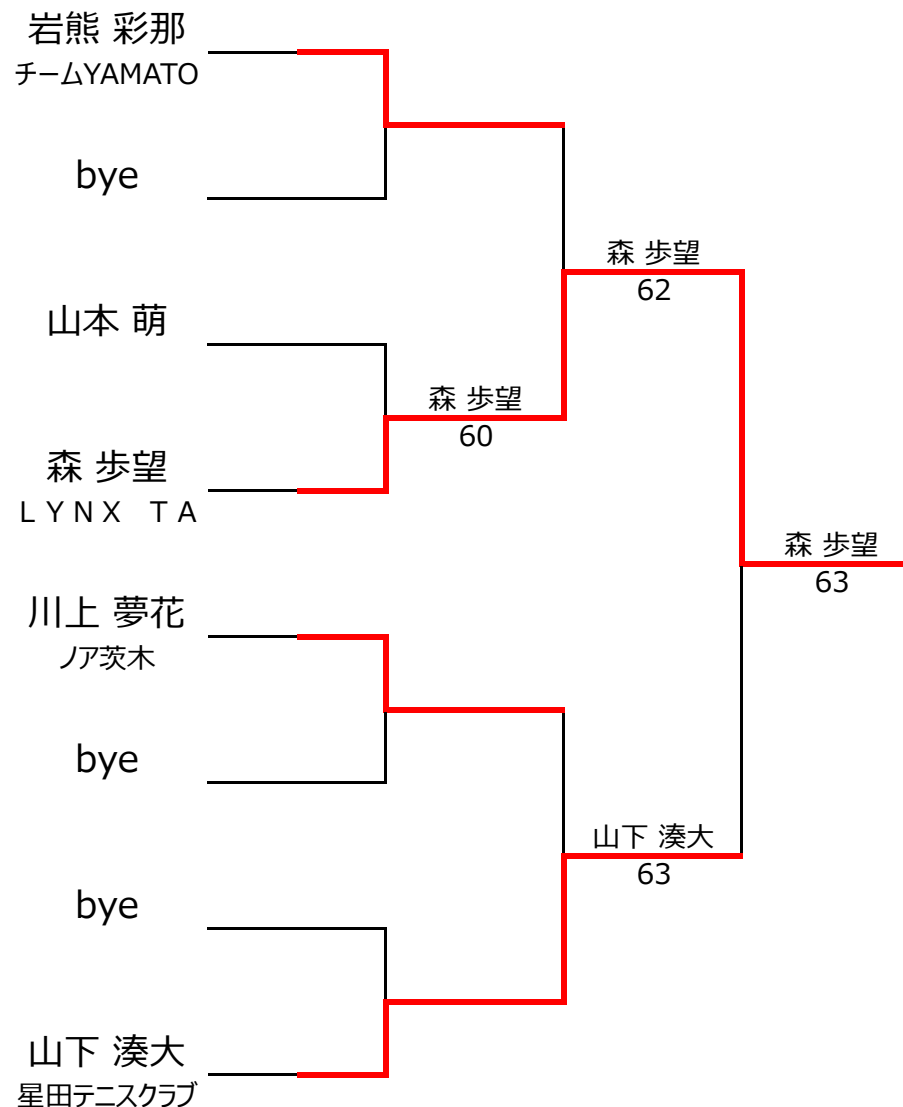 岩熊 彩那
チームYAMATO
bye
山本 萌
森 歩望
ＬＹＮＸ　ＴＡ
川上 夢花
ノア茨木
bye
bye
山下 湊大
星田テニスクラブ
森 歩望
60
森 歩望
62
山下 湊大
63
森 歩望
63